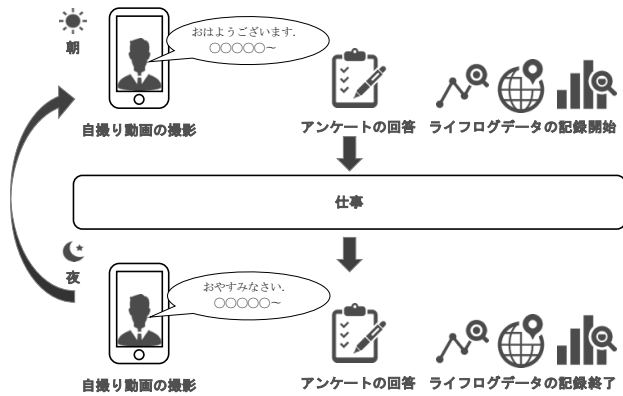 朝
おはようございます.
○○○○○～
自撮り動画の撮影
アンケートの回答
ライフログデータの記録開始
仕事
夜
おやすみなさい.
○○○○○～
自撮り動画の撮影
アンケートの回答
ライフログデータの記録終了